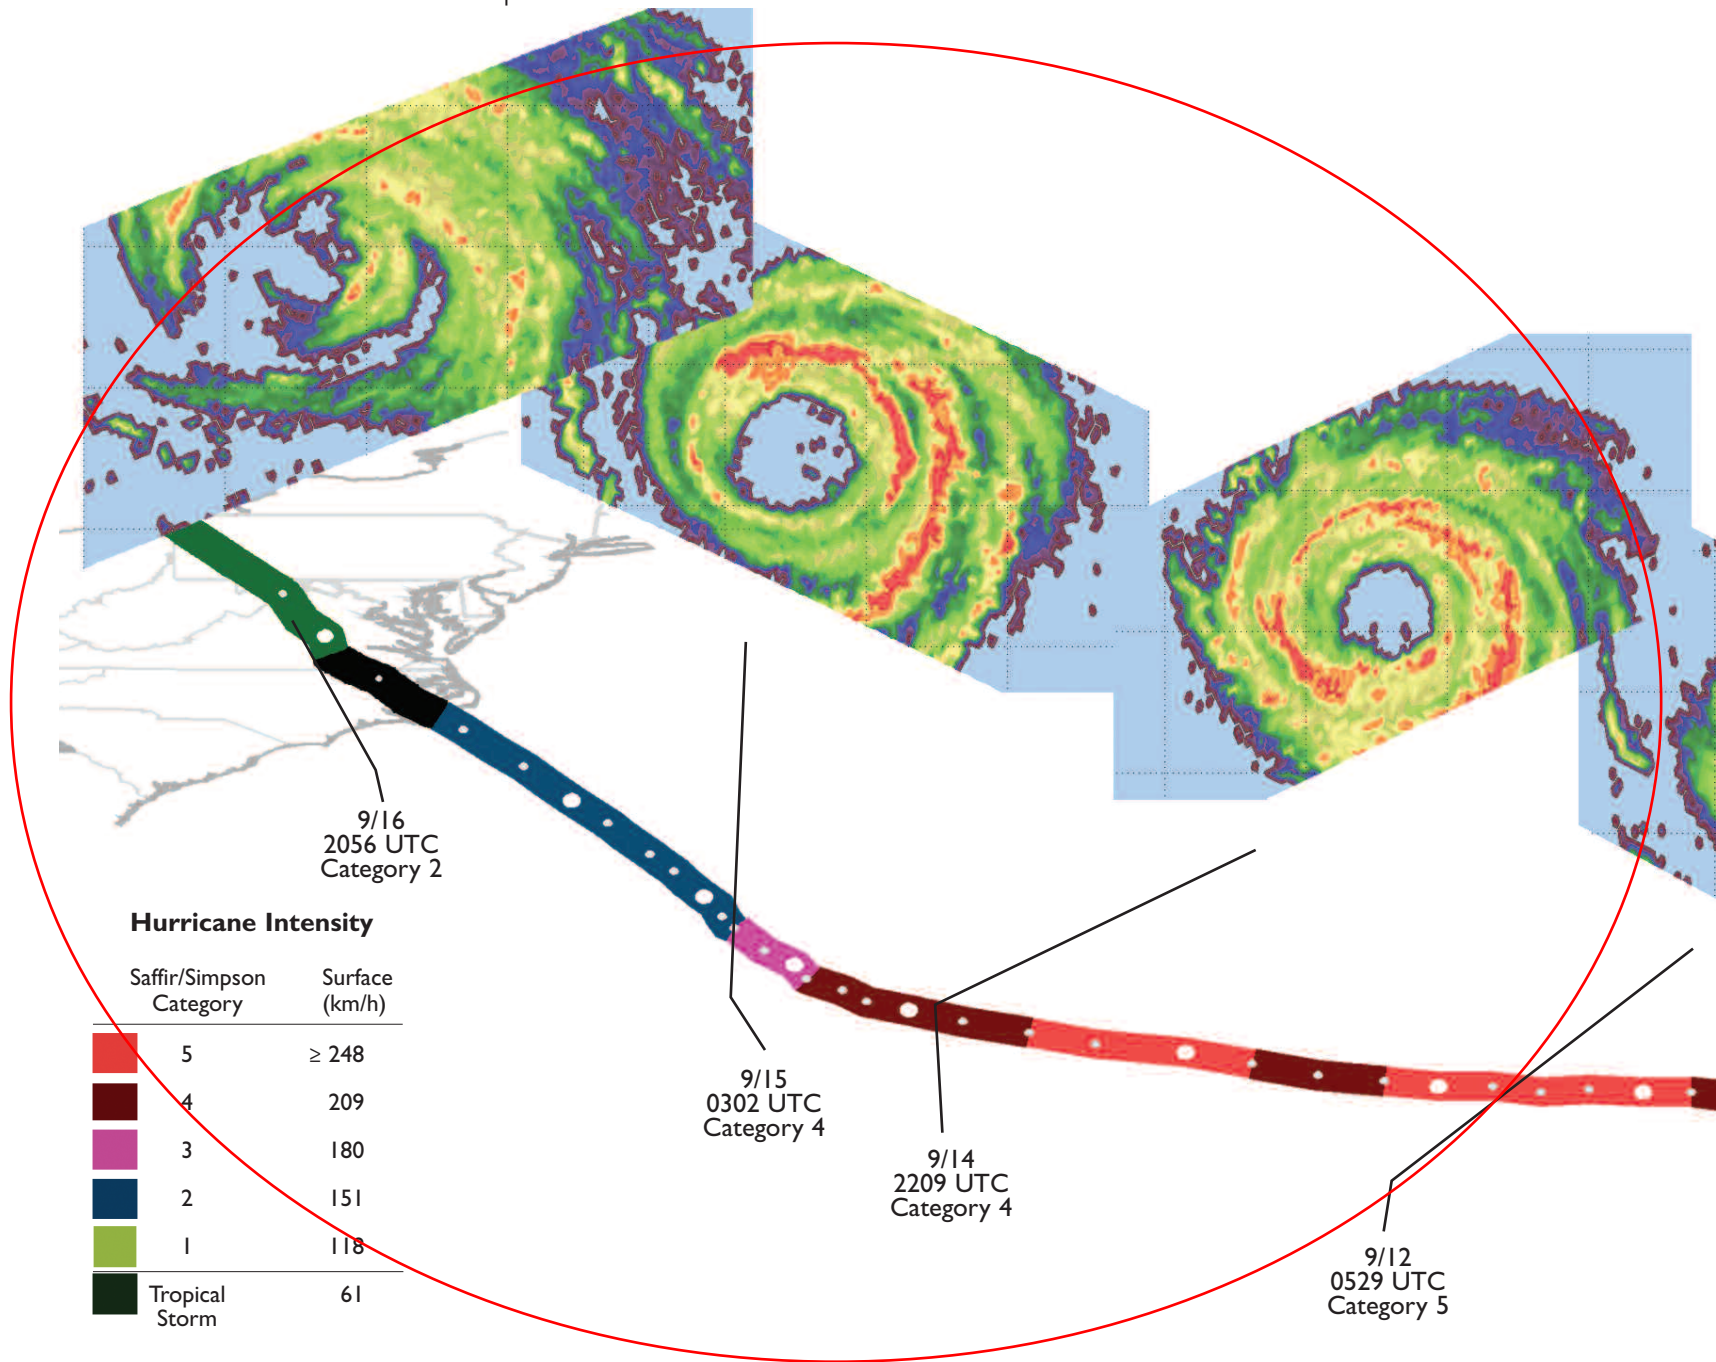 9/16
2056 UTC
Category 2
Hurricane Intensity
Saffir/Simpson Category
Surface (km/h)
5 ≥ 248
4 209
3 180
2 151
1 118
Tropical Storm 61
9/15
0302 UTC
Category 4
9/14
2209 UTC
Category 4
9/12
0529 UTC
Category 5